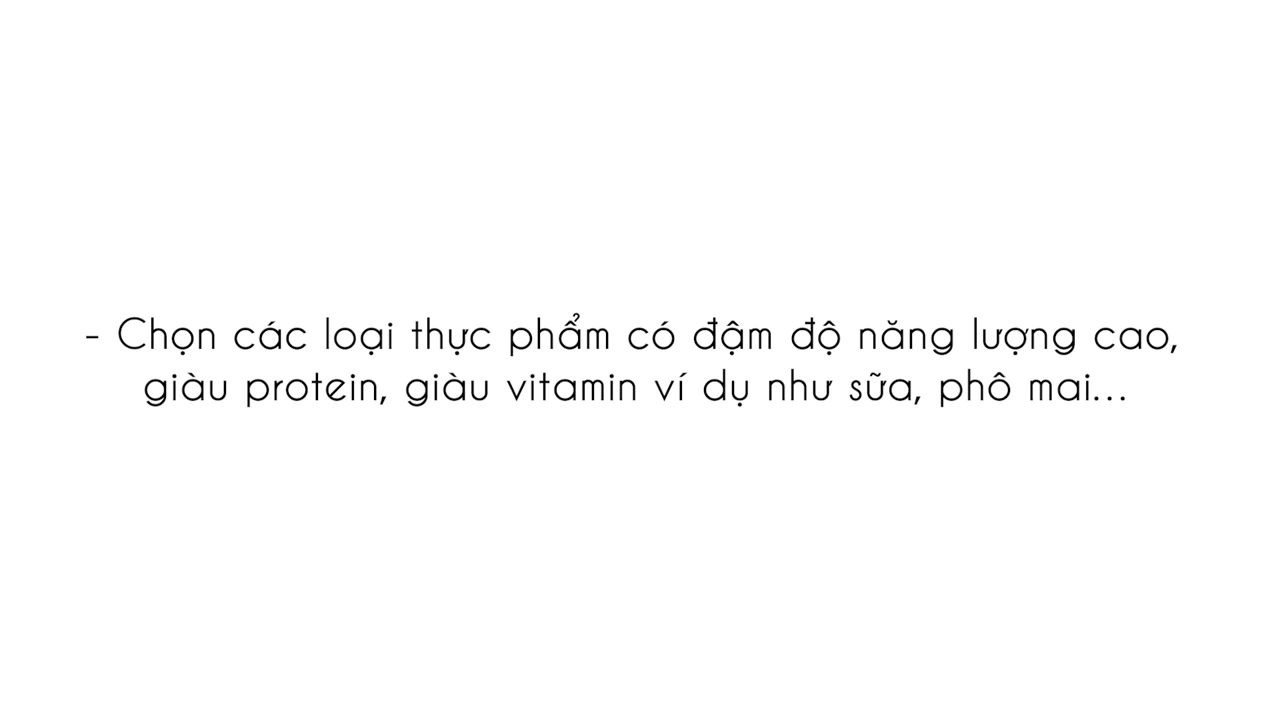 - Chọn các loại thực phẩm có đậm độ năng lượng cao,
giàu protein, giàu vitamin ví dụ như sữa, phô mai...